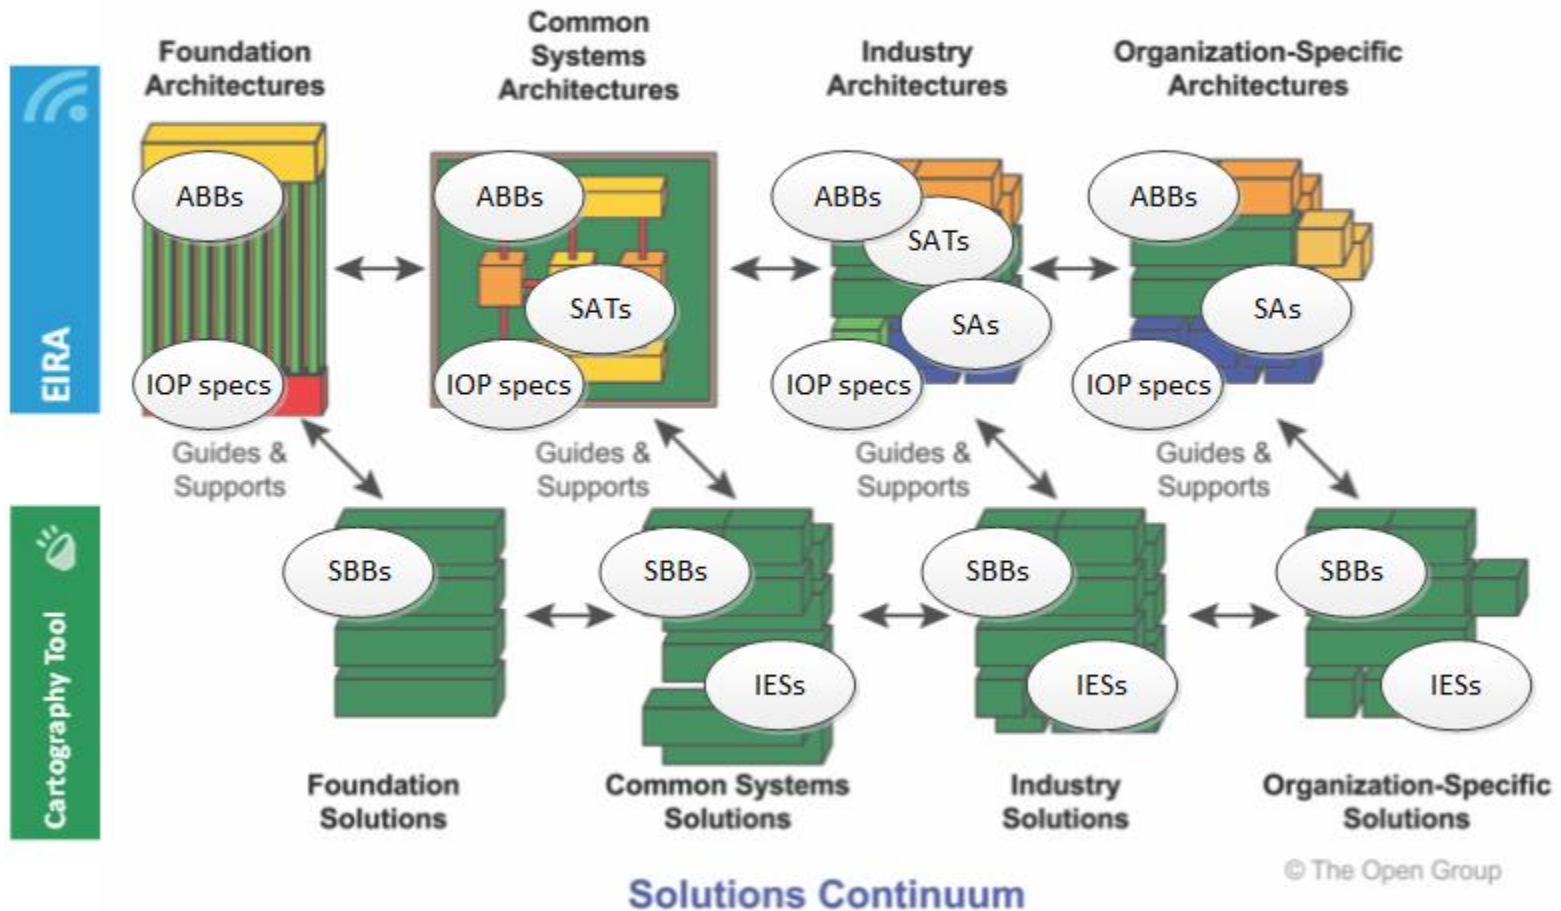 Foundation
Architectures
Common
Systems
Architectures
Industry
Architectures
Organization-Specific
Architectures
EIRA
ABBs
IOP specs
ABBs
SATs
IOP specs
ABBs
SATs
SAs
IOP specs
ABBs
SAs
IOP specs
Guides &
Supports
Guides &
Supports
Guides &
Supports
Guides &
Supports
Cartography Tool
SBBs
SBBs
IESs
SBBs
IESs
SBBs
IESs
Foundation
Solutions
Common Systems
Solutions
Industry
Solutions
Organization-Specific
Solutions
© The Open Group
Solutions Continuum